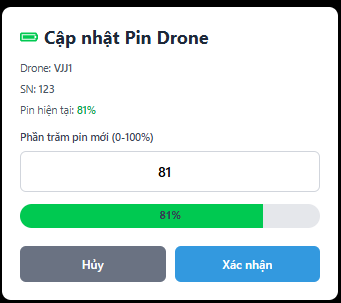 Cập nhật Pin Drone
Drone: VJJ1
SN: 123
Pin hiện tại: 81%
Phần trăm pin mới (0-100%)
81
81%
Hủy
Xác nhận